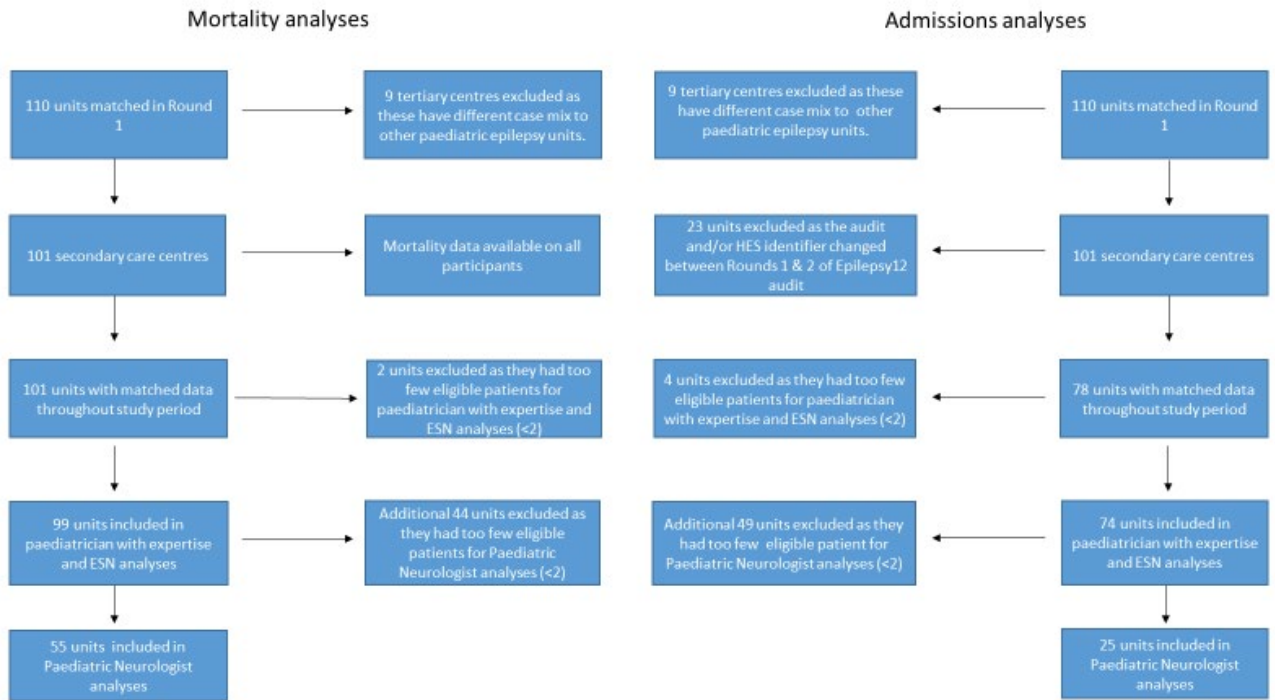 Mortality analyses
110 units matched in Round
1
9 tertiary centres excluded as
these have different case mix to
other paediatric epilepsy units.
101 secondary care centres
Mortality data available on all
participants
101 units with matched data
throughout study period
2 units excluded as they had too
few eligible patients for
paediatrician with expertise and
ESN analyses (<2)
99 units included in
paediatrician with expertise
and ESN analyses
Additional 44 units excluded as
they had too few eligible
patients for Paediatric
Neurologist analyses (<2)
55 units included in
Paediatric Neurologist
analyses
Admissions analyses
9 tertiary centres excluded as these
have different case mix to other
paediatric epilepsy units.
110 units matched in Round
1
23 units excluded as the audit
and/or HES identifier changed
between Rounds 1 & 2 of Epilepsy12
audit
101 secondary care centres
4 units excluded as they had too few
eligible patients for paediatrician
with expertise and ESN analyses (<2)
78 units with matched data
throughout study period
Additional 49 units excluded as they
had too few eligible patient for
Paediatric Neurologist analyses (<2)
74 units included in
paediatrician with expertise
and ESN analyses
25 units included in
Paediatric Neurologist
analyses